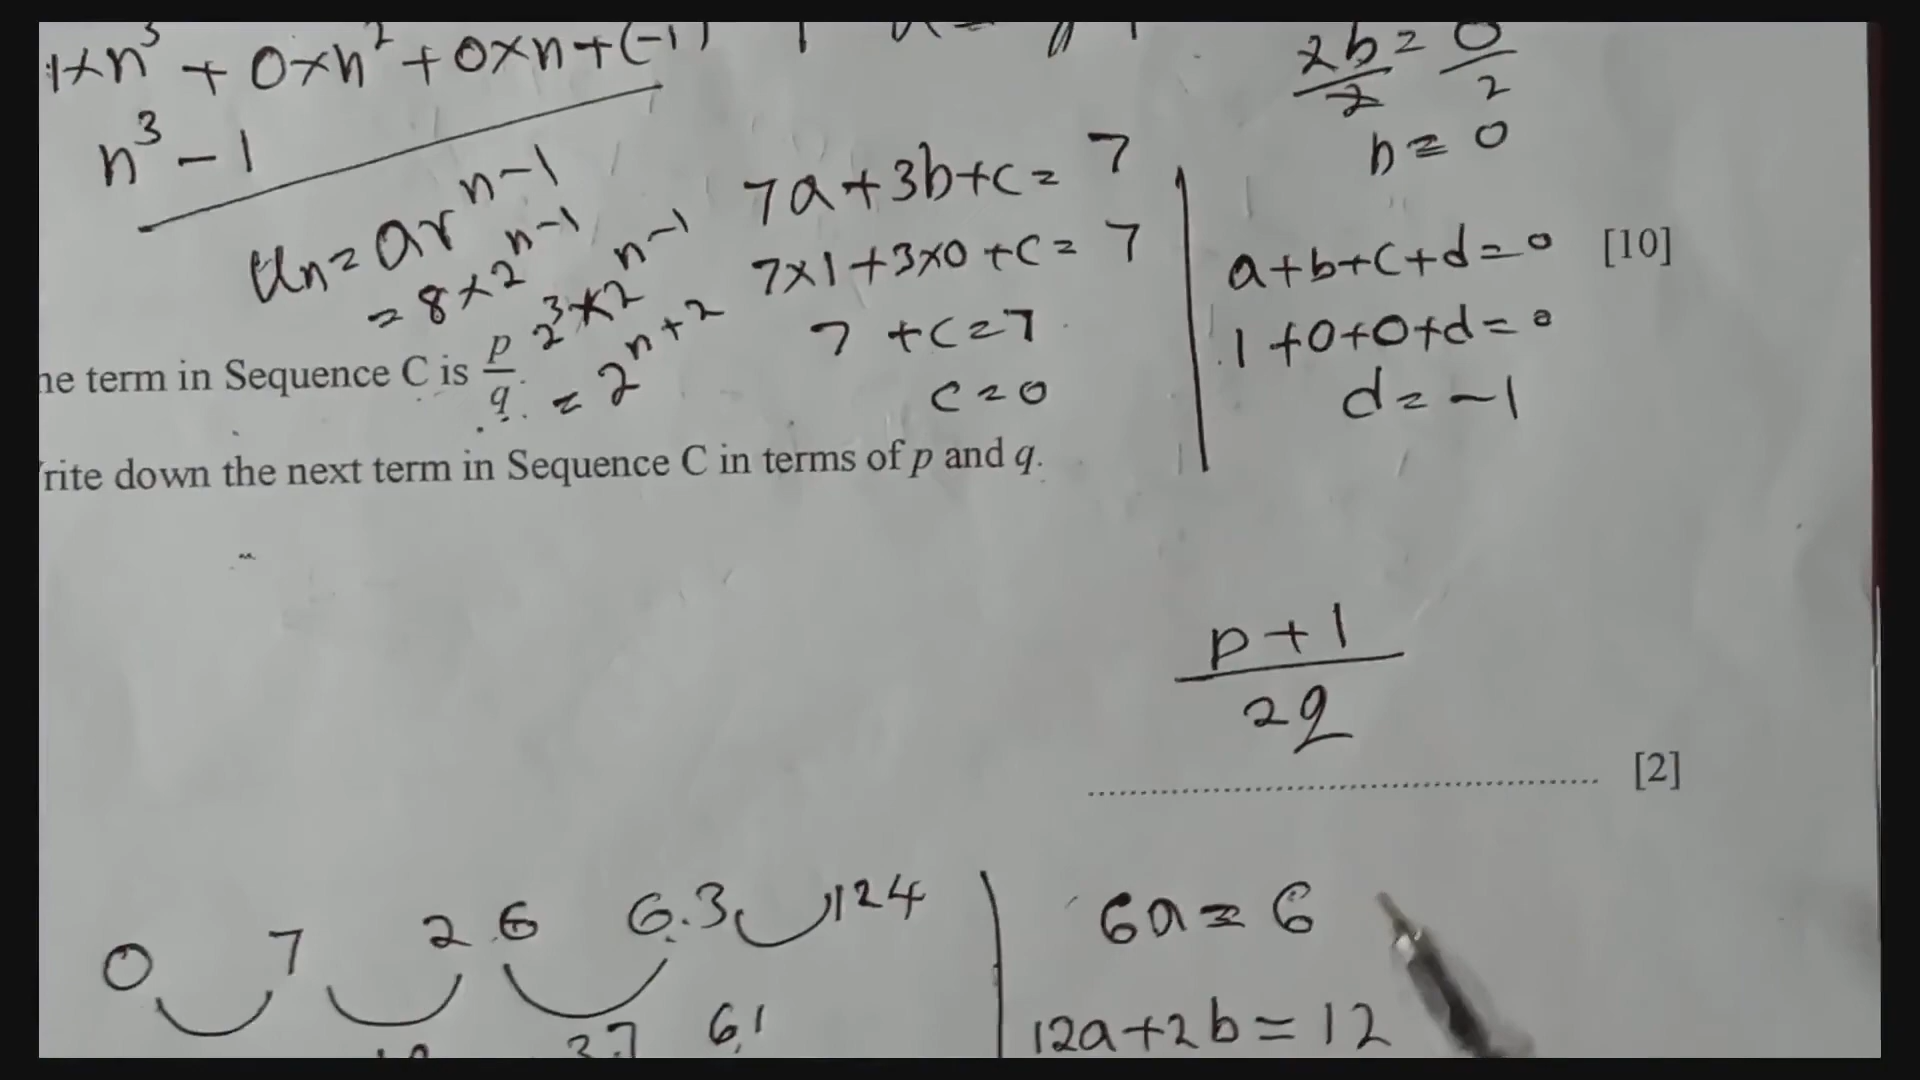 1×n³ + 0×n² + 0×n + (-1)
n³ - 1
2b = 0
2 2
b = 0
Un = ar^(n-1)
= 8×2^(n-1)
2³×2^(n-1)
= 2^(n+2)
7a+3b+c= 7
7×1+3×0+c= 7
7 +c=7
c=0
a+b+c+d=0 [10]
1+0+0+d=0
d=-1
ne term in Sequence C is p/q.
rite down the next term in Sequence C in terms of p and q.
p+1
2q
[2]
0 7 26 63 124
37 61
6a=6
12a+2b=12